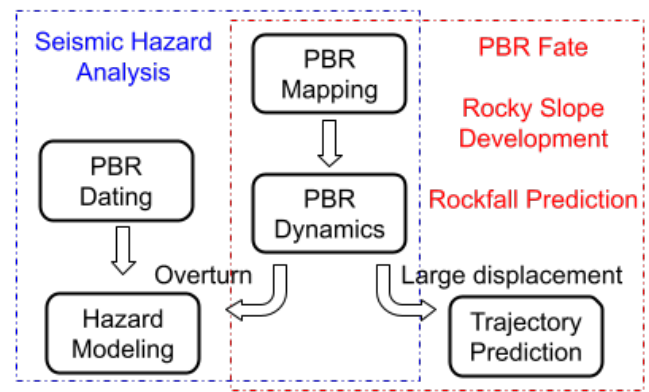 Seismic Hazard
Analysis
PBR
Mapping
PBR Fate
Rocky Slope
Development
PBR
Dating
PBR
Dynamics
Rockfall Prediction
Overturn
Large displacement
Hazard
Modeling
Trajectory
Prediction